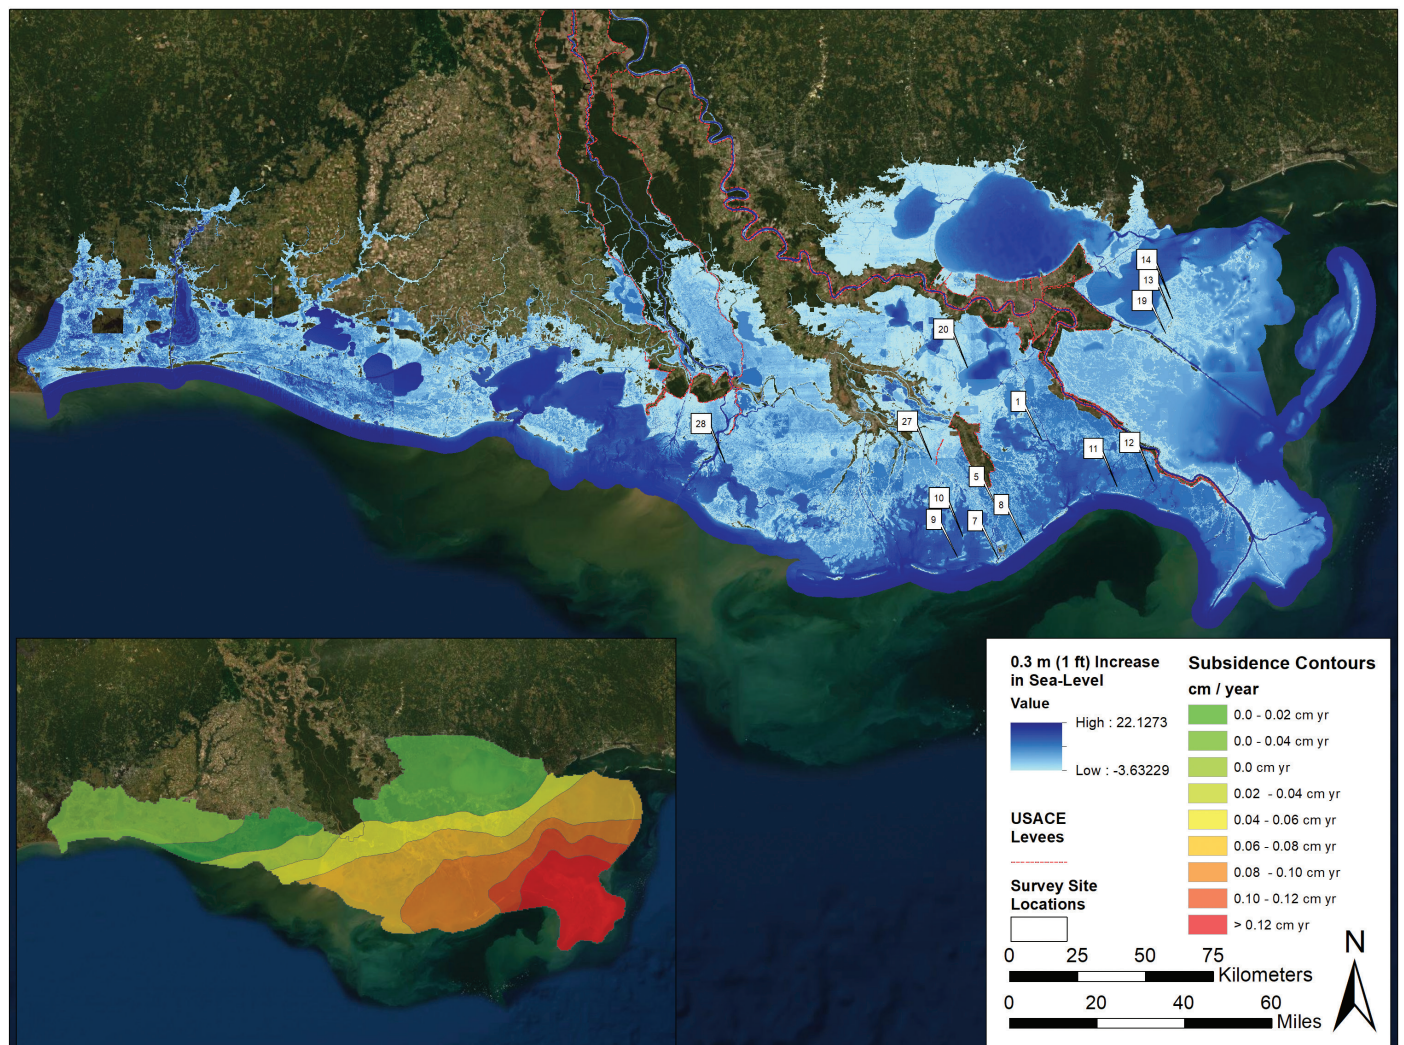 14
13
19
20
1
28
27
11
12
5
10
8
9
7
0.3 m (1 ft) Increase
in Sea-Level
Value
High : 22.1273
Low : -3.63229
USACE
Levees
Survey Site
Locations
Subsidence Contours
cm / year
0.0 - 0.02 cm yr
0.0 - 0.04 cm yr
0.0 cm yr
0.02 - 0.04 cm yr
0.04 - 0.06 cm yr
0.06 - 0.08 cm yr
0.08 - 0.10 cm yr
0.10 - 0.12 cm yr
> 0.12 cm yr
0 25 50 75
Kilometers
0 20 40 60
Miles
N